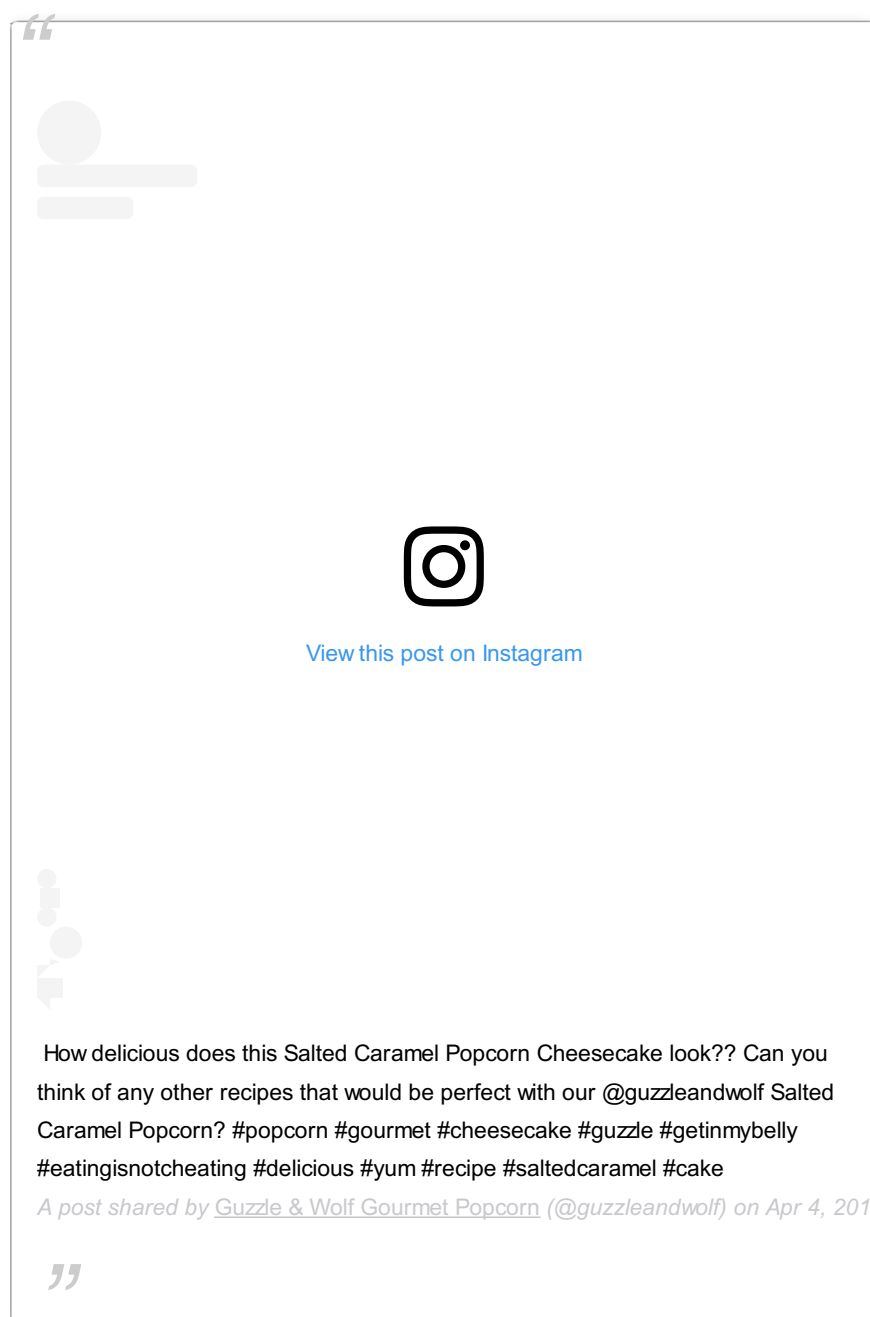 “
View this post on Instagram
How delicious does this Salted Caramel Popcorn Cheesecake look?? Can you
think of any other recipes that would be perfect with our @guzzleandwolf Salted
Caramel Popcorn? #popcorn #gourmet #cheesecake #guzzle #getinmybelly
#eatingisnotcheating #delicious #yum #recipe #saltedcaramel #cake
A post shared by Guzzle & Wolf Gourmet Popcorn (@guzzleandwolf) on Apr 4, 201
”